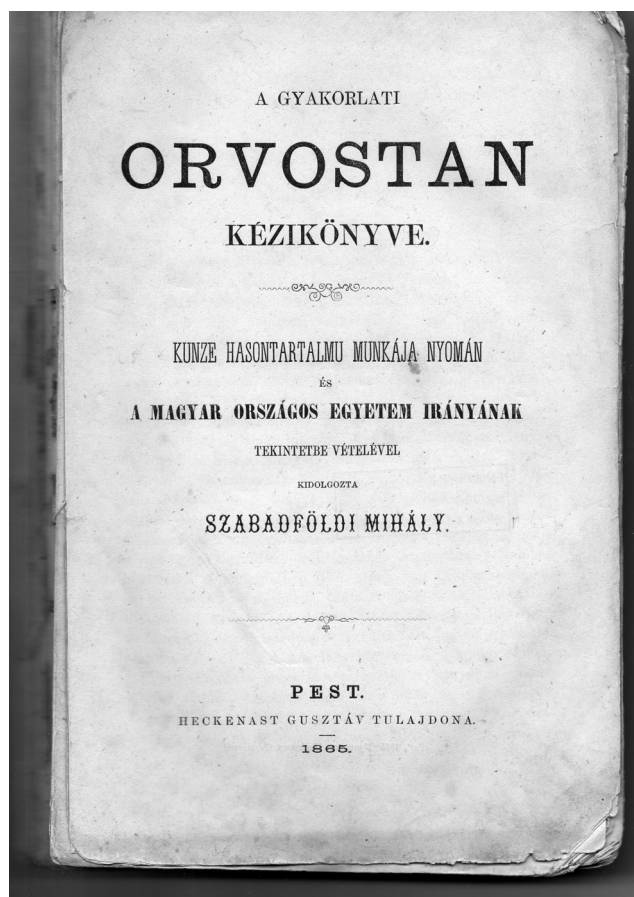 A GYAKORLATI
ORVOSTAN
KÉZIKÖNYVE.
KUNZE HASONTARTALMU MUNKÁJA NYOMÁN
ÉS
A MAGYAR ORSZÁGOS EGYETEM IRÁNYÁNAK
TEKINTETBE VÉTELÉVEL
KIDOLGOZTA
SZABADFÖLDI MIHÁLY.
PEST.
HECKENAST GUSZTÁV TULAJDONA.
1865.